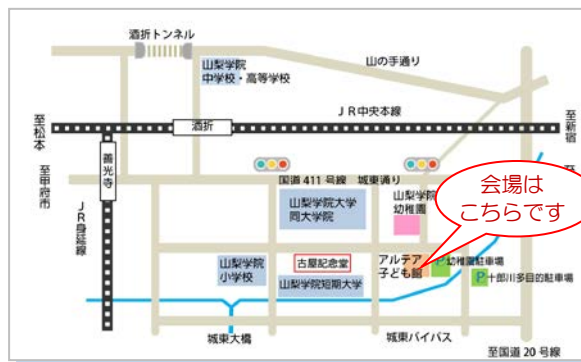 酒折トンネル
山梨学院
中学校・高等学校
山の手通り
JR中央本線
至松本
酒折
至新宿
至甲府市
善光寺
国道411号線 城東通り
至
山梨学院大学
同大学院
山梨学院
幼稚園
会場は
こちらです
JR身延線
山梨学院
小学校
古屋記念堂
山梨学院短期大学
アルテア
子ども館
P 幼稚園駐車場
P 十郎川多目的駐車場
城東大橋
城東バイパス
至国道20号線